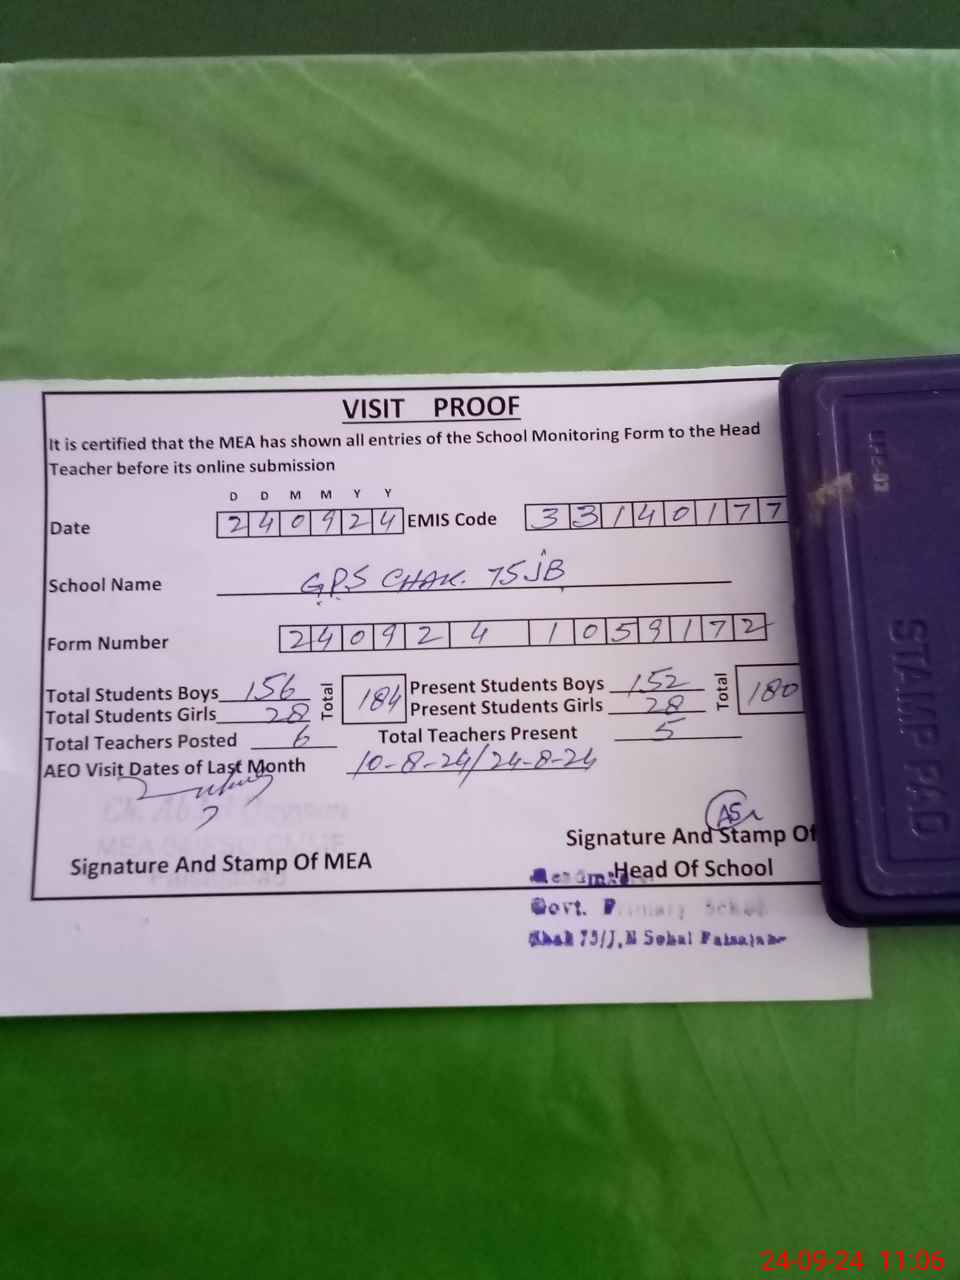 VISIT PROOF
It is certified that the MEA has shown all entries of the School Monitoring Form to the Head
Teacher before its online submission
D D M M Y Y
Date 240924 EMIS Code 33140177
School Name GPS CHAK. 75JB
Form Number 240924 1059172
Total Students Boys 156 Total 184 Present Students Boys 152 Total 180
Total Students Girls 28 Present Students Girls 28
Total Teachers Posted 6 Total Teachers Present 5
AEO Visit Dates of Last Month 10-8-24/24-8-24
Signature And Stamp Of MEA
Signature And Stamp Of
Head Of School
Govt. Primary School
75/J, Sohal
STAMP PAD
24-09-24 11:06